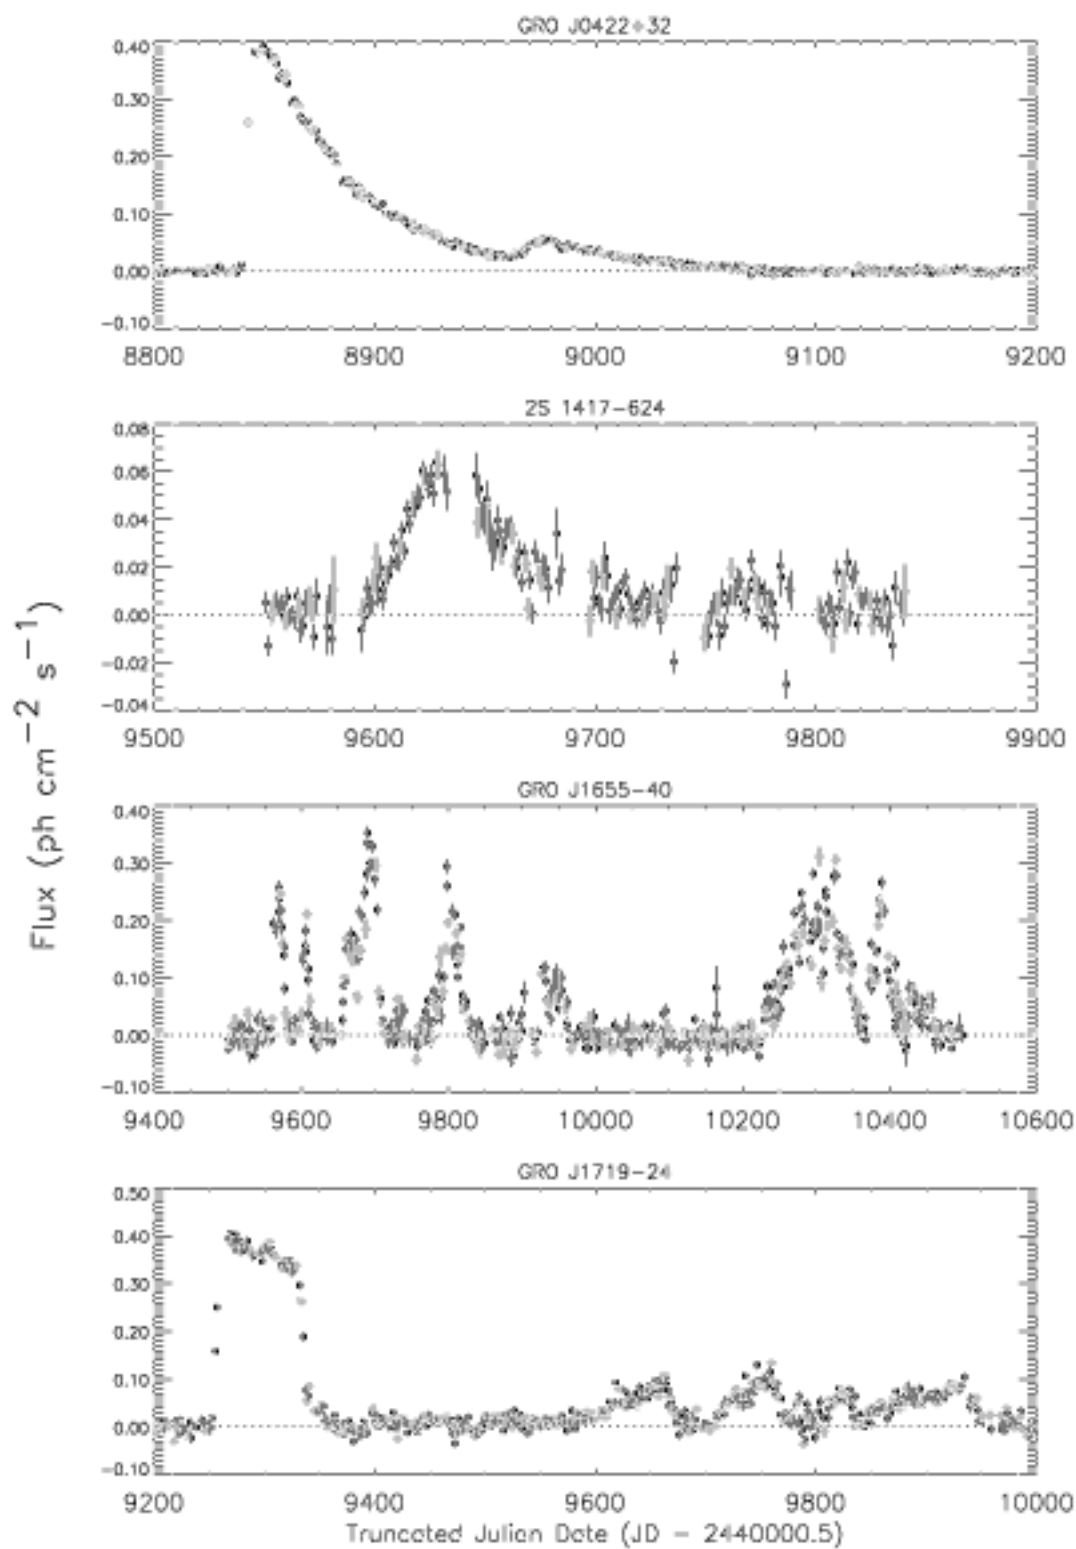 GRO J0422+32
0.40
0.30
0.20
0.10
0.00
-0.10
8800 8900 9000 9100 9200
2S 1417-624
0.08
0.06
0.04
0.02
0.00
-0.02
-0.04
9500 9600 9700 9800 9900
Flux (ph cm-2 s-1)
GRO J1655-40
0.40
0.30
0.20
0.10
0.00
-0.10
9400 9600 9800 10000 10200 10400 10600
GRO J1719-24
0.50
0.40
0.30
0.20
0.10
0.00
-0.10
9200 9400 9600 9800 10000
Truncated Julian Date (JD - 2440000.5)